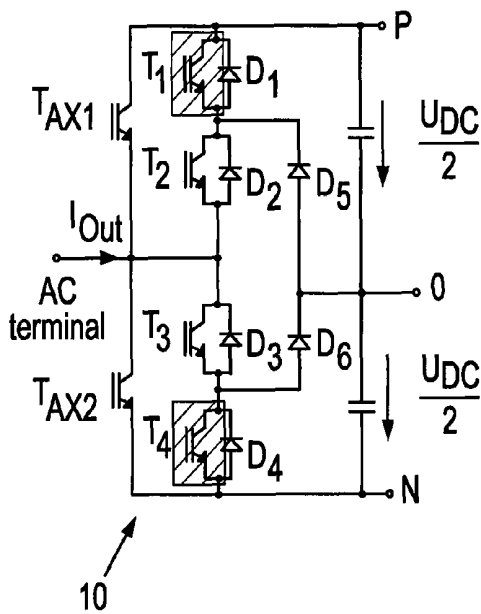 P
T1
D1
TAX1
UDC
2
T2
D2
D5
IOut
0
AC
terminal
T3
D3
D6
TAX2
UDC
2
T4
D4
N
10